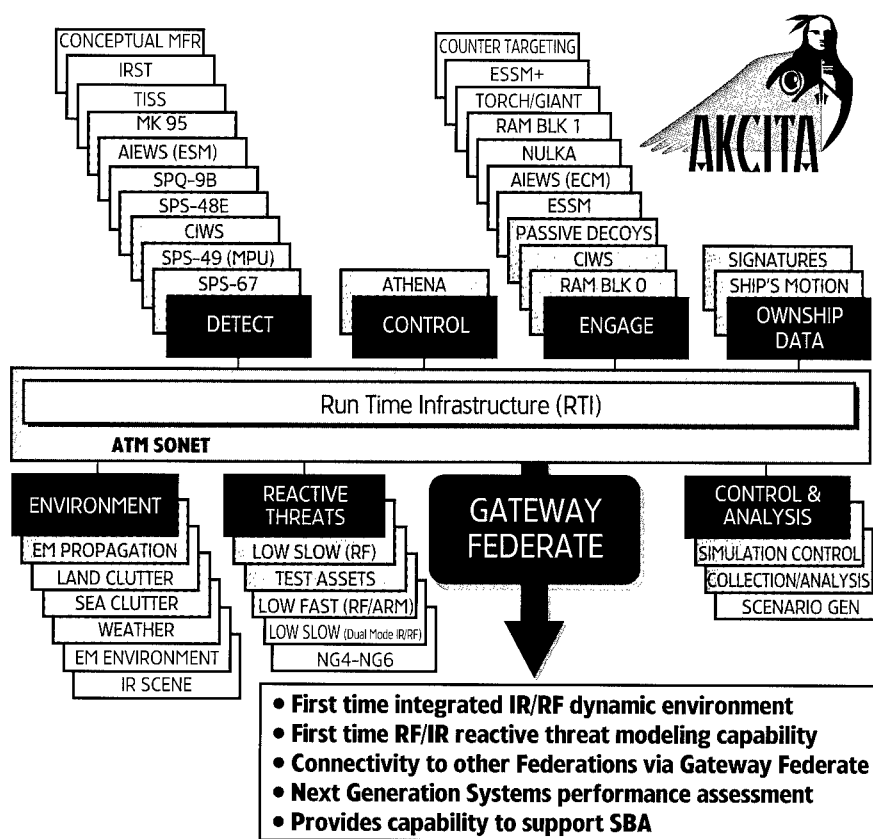 CONCEPTUAL MFR
IRST
TISS
MK 95
AIEWS (ESM)
SPQ-9B
SPS-48E
CIWS
SPS-49 (MPU)
SPS-67
DETECT
ATHENA
CONTROL
COUNTER TARGETING
ESSM+
TORCH/GIANT
RAM BLK 1
NULKA
AIEWS (ECM)
ESSM
PASSIVE DECOYS
CIWS
RAM BLK 0
ENGAGE
AKCITA
SIGNATURES
SHIP'S MOTION
OWNSHIP
DATA
Run Time Infrastructure (RTI)
ATM SONET
ENVIRONMENT
EM PROPAGATION
LAND CLUTTER
SEA CLUTTER
WEATHER
EM ENVIRONMENT
IR SCENE
REACTIVE
THREATS
LOW SLOW (RF)
TEST ASSETS
LOW FAST (RF/ARM)
LOW SLOW (Dual Mode IR/RF)
NG4-NG6
GATEWAY
FEDERATE
CONTROL &
ANALYSIS
SIMULATION CONTROL
COLLECTION/ANALYSIS
SCENARIO GEN
• First time integrated IR/RF dynamic environment
• First time RF/IR reactive threat modeling capability
• Connectivity to other Federations via Gateway Federate
• Next Generation Systems performance assessment
• Provides capability to support SBA